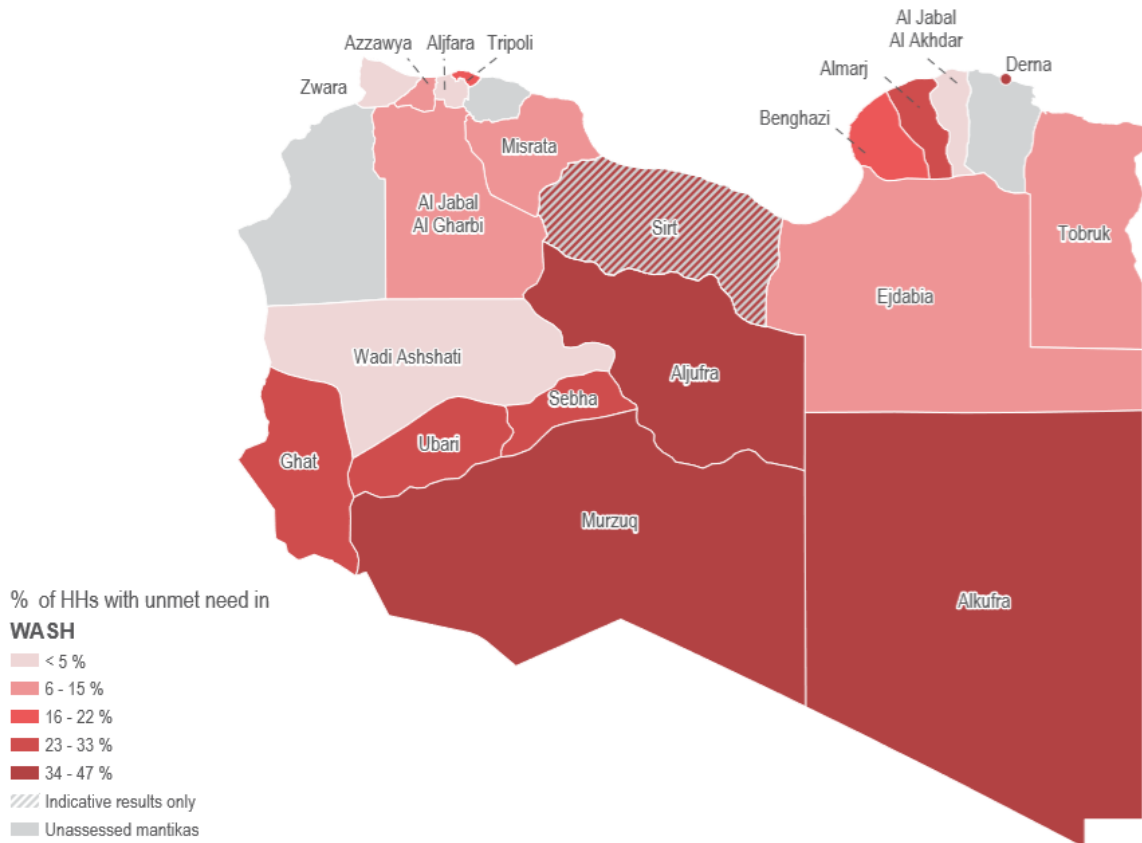 Al Jabal
Al Akhdar
Azzawya
Aljfara
Tripoli
Derna
Almarj
Zwara
Benghazi
Misrata
Al Jabal
Al Gharbi
Sirt
Tobruk
Ejdabia
Wadi Ashshati
Aljufra
Sebha
Ubari
Ghat
Murzuq
Alkufra
% of HHs with unmet need in
WASH
< 5 %
6 - 15 %
16 - 22 %
23 - 33 %
34 - 47 %
Indicative results only
Unassessed mantikas